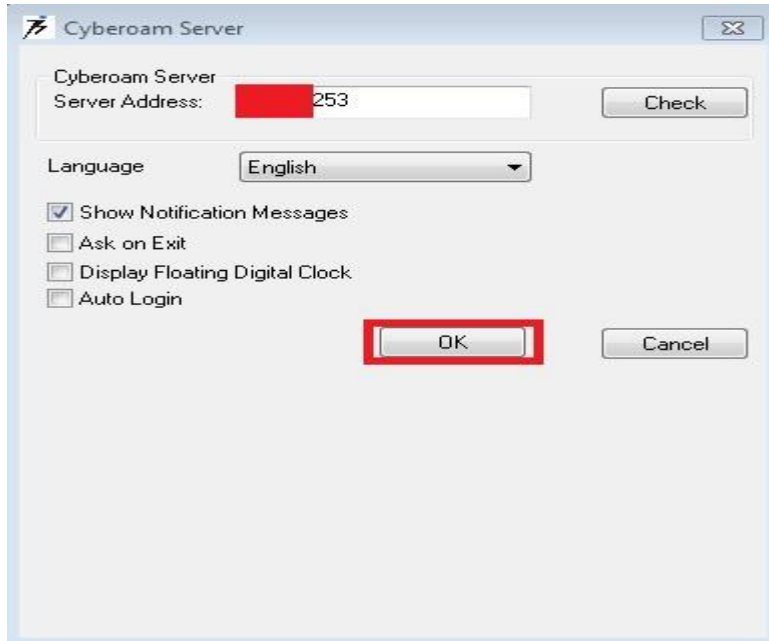 Cyberoam Server
Cyberoam Server
Server Address: 253 Check
Language English
Show Notification Messages
Ask on Exit
Display Floating Digital Clock
Auto Login
OK Cancel